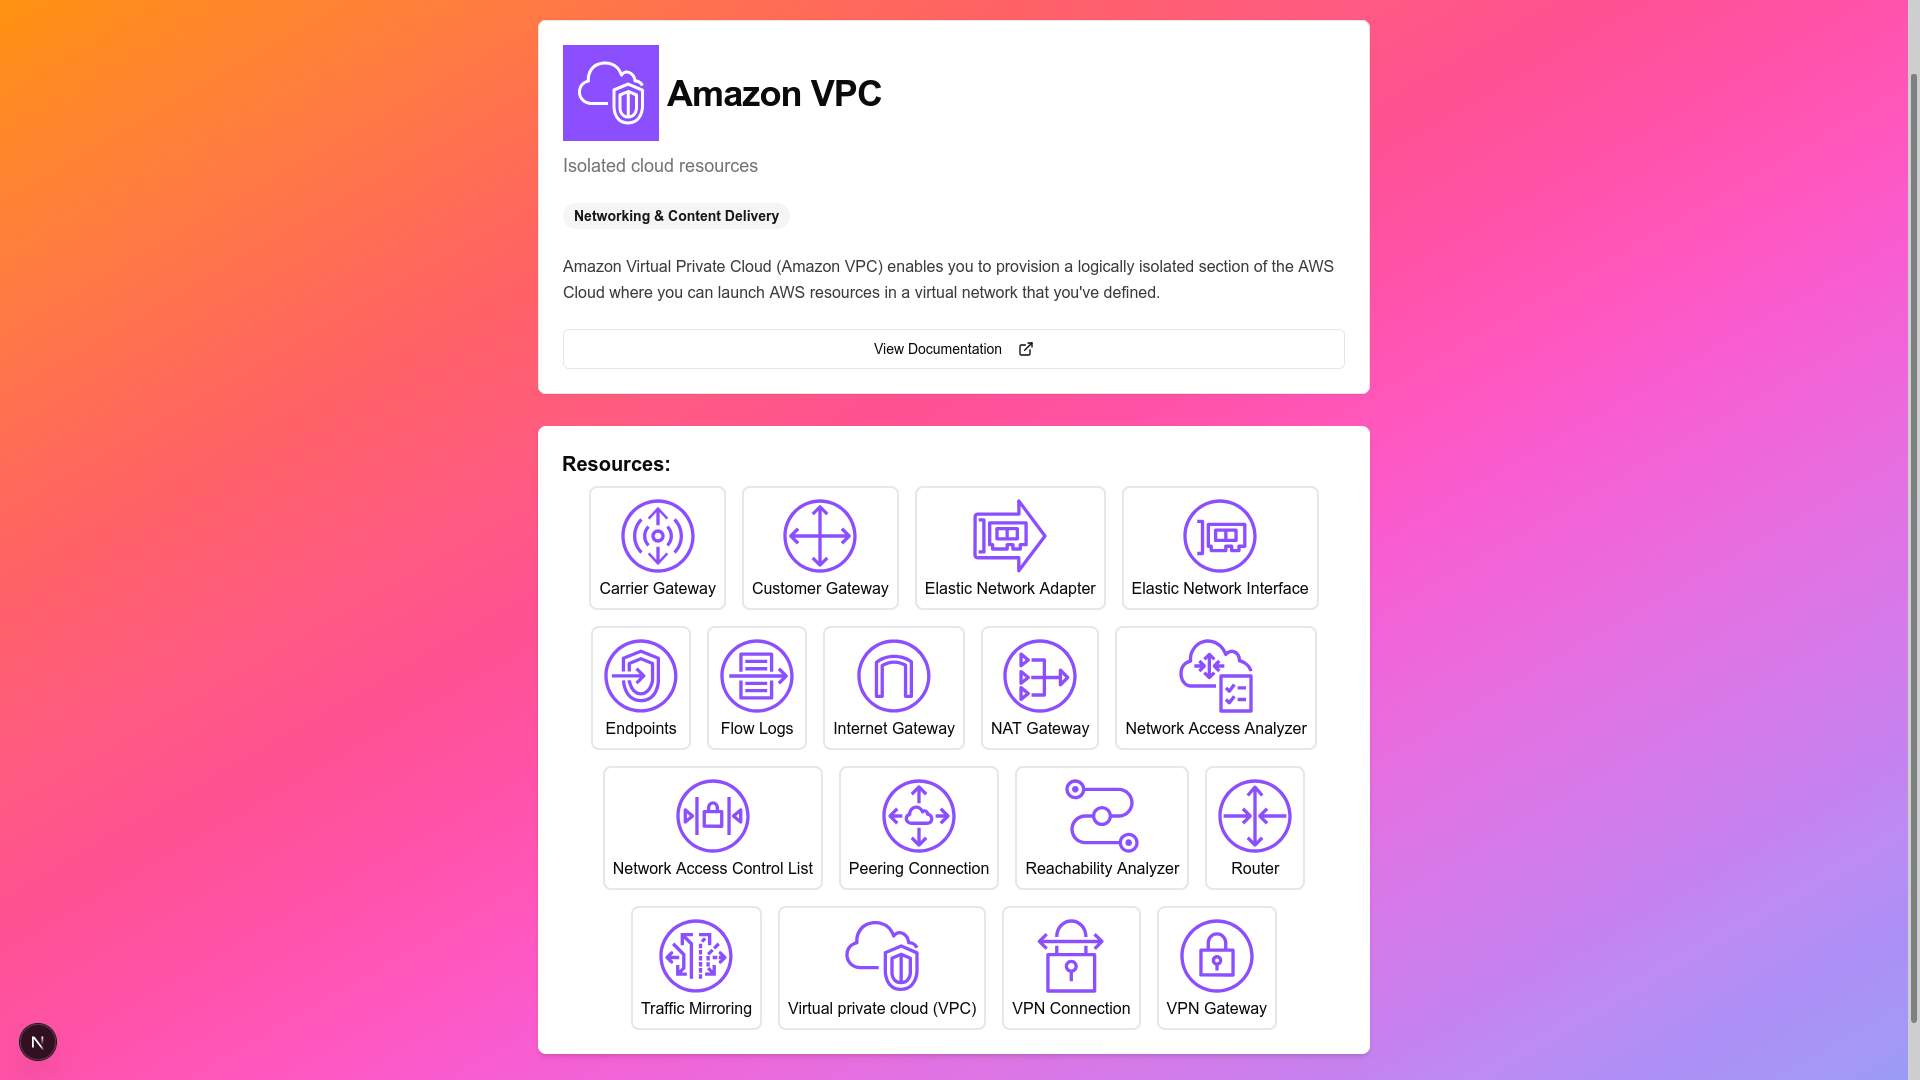 Amazon VPC
Isolated cloud resources
Networking & Content Delivery
Amazon Virtual Private Cloud (Amazon VPC) enables you to provision a logically isolated section of the AWS
Cloud where you can launch AWS resources in a virtual network that you've defined.
View Documentation
Resources:
Carrier Gateway
Customer Gateway
Elastic Network Adapter
Elastic Network Interface
Endpoints
Flow Logs
Internet Gateway
NAT Gateway
Network Access Analyzer
Network Access Control List
Peering Connection
Reachability Analyzer
Router
Traffic Mirroring
Virtual private cloud (VPC)
VPN Connection
VPN Gateway
N